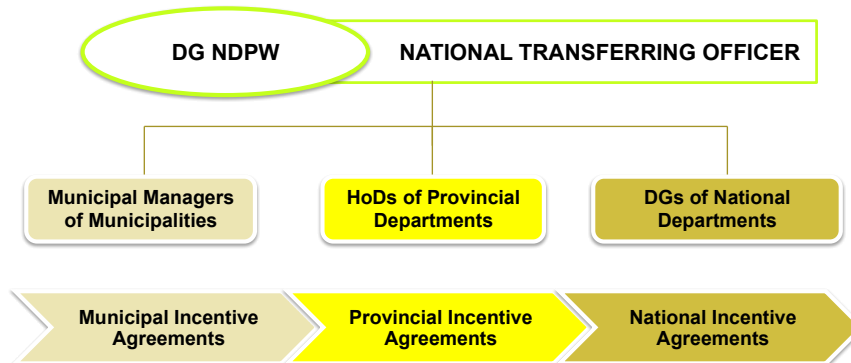 DG NDPW
NATIONAL TRANSFERRING OFFICER
Municipal Managers
of Municipalities
HoDs of Provincial
Departments
DGs of National
Departments
Municipal Incentive
Agreements
Provincial Incentive
Agreements
National Incentive
Agreements